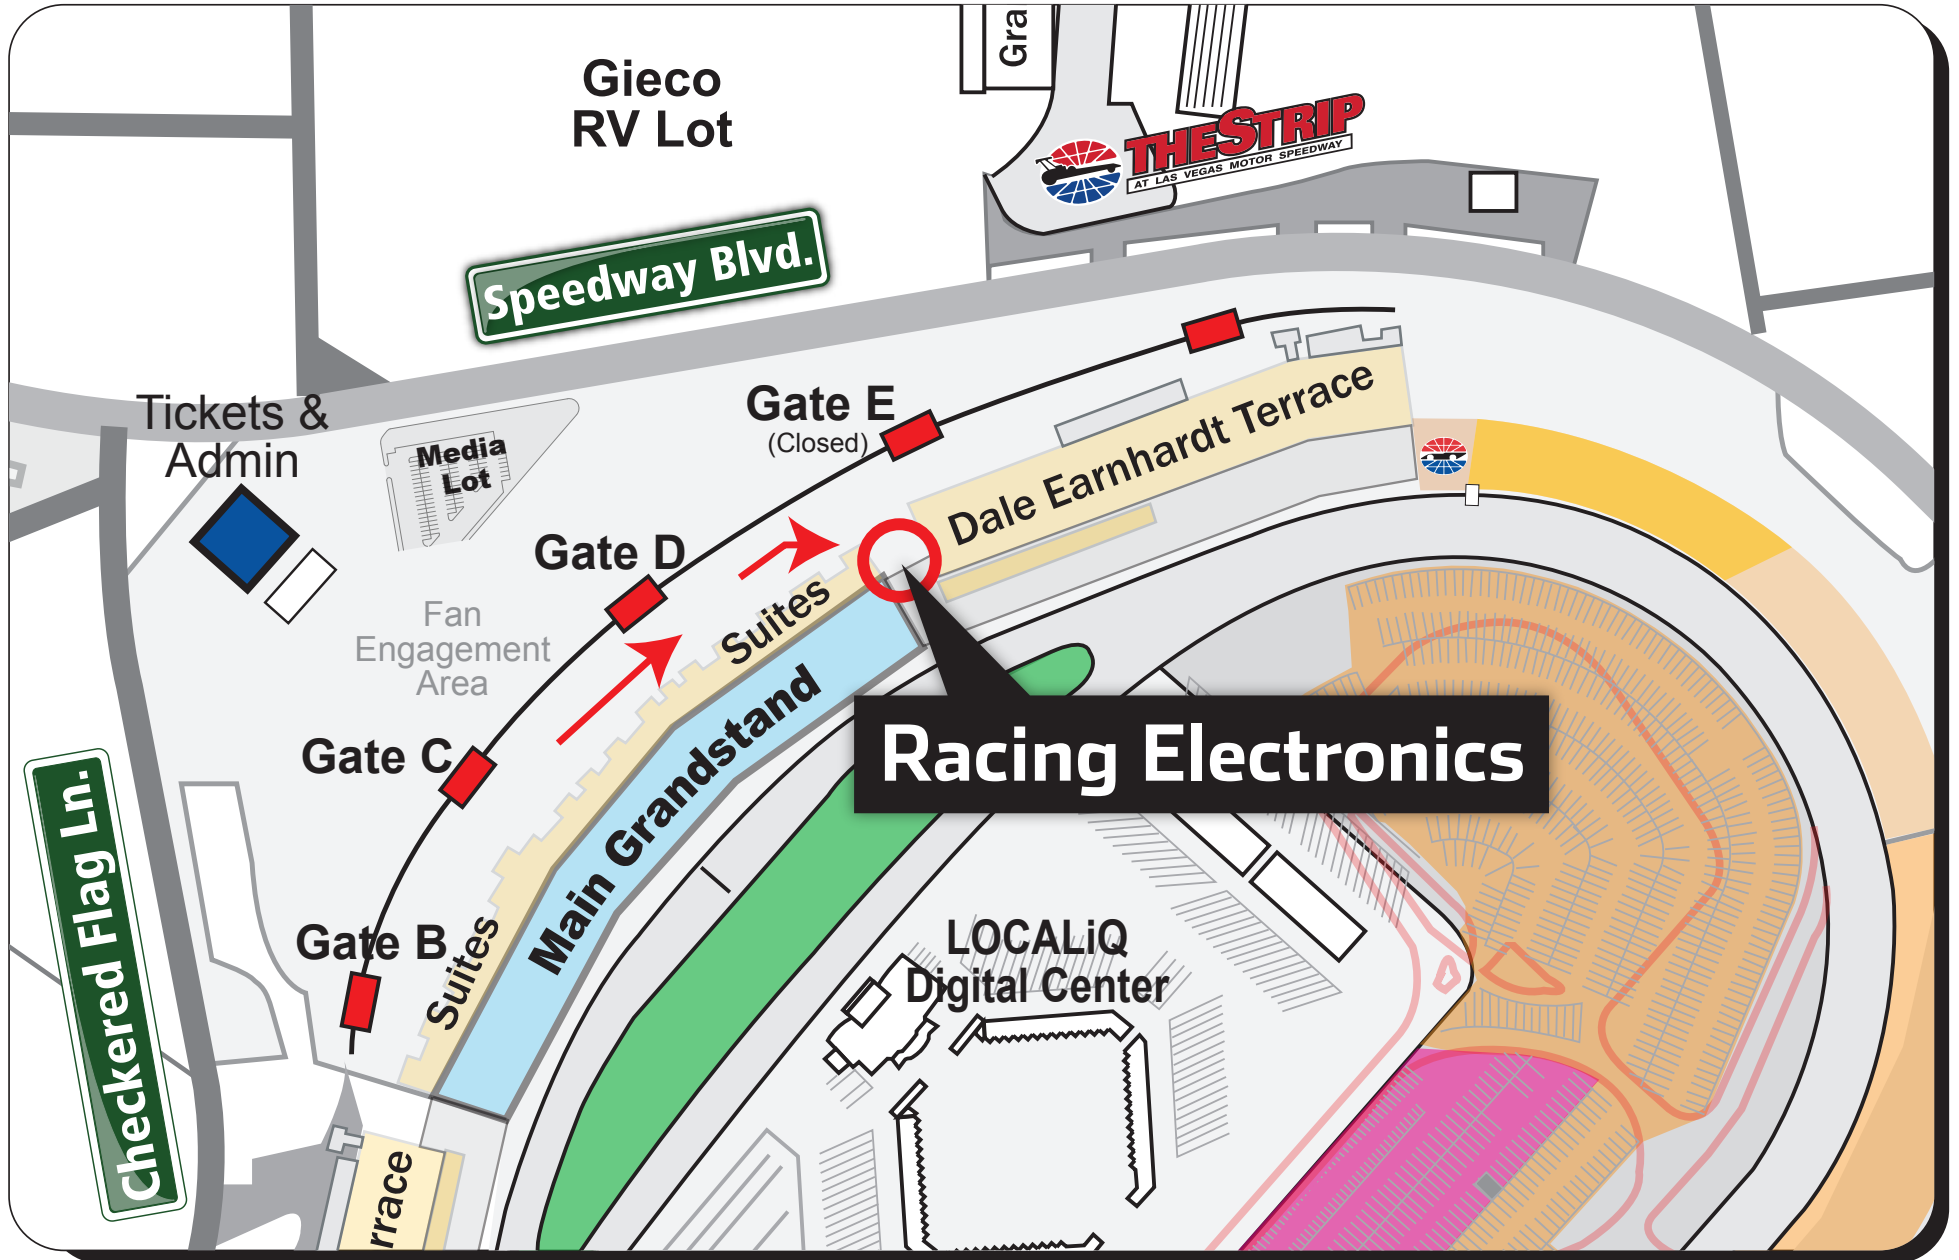 Gra
Gieco
RV Lot
THE STRIP
AT LAS VEGAS MOTOR SPEEDWAY
Speedway Blvd.
Tickets &
Admin
Media
Lot
Gate E
(Closed)
Dale Earnhardt Terrace
Gate D
Suites
Fan
Engagement
Area
Main Grandstand
Gate C
Racing Electronics
Checkered Flag Ln.
Gate B
Suites
LOCALiQ
Digital Center
rrace